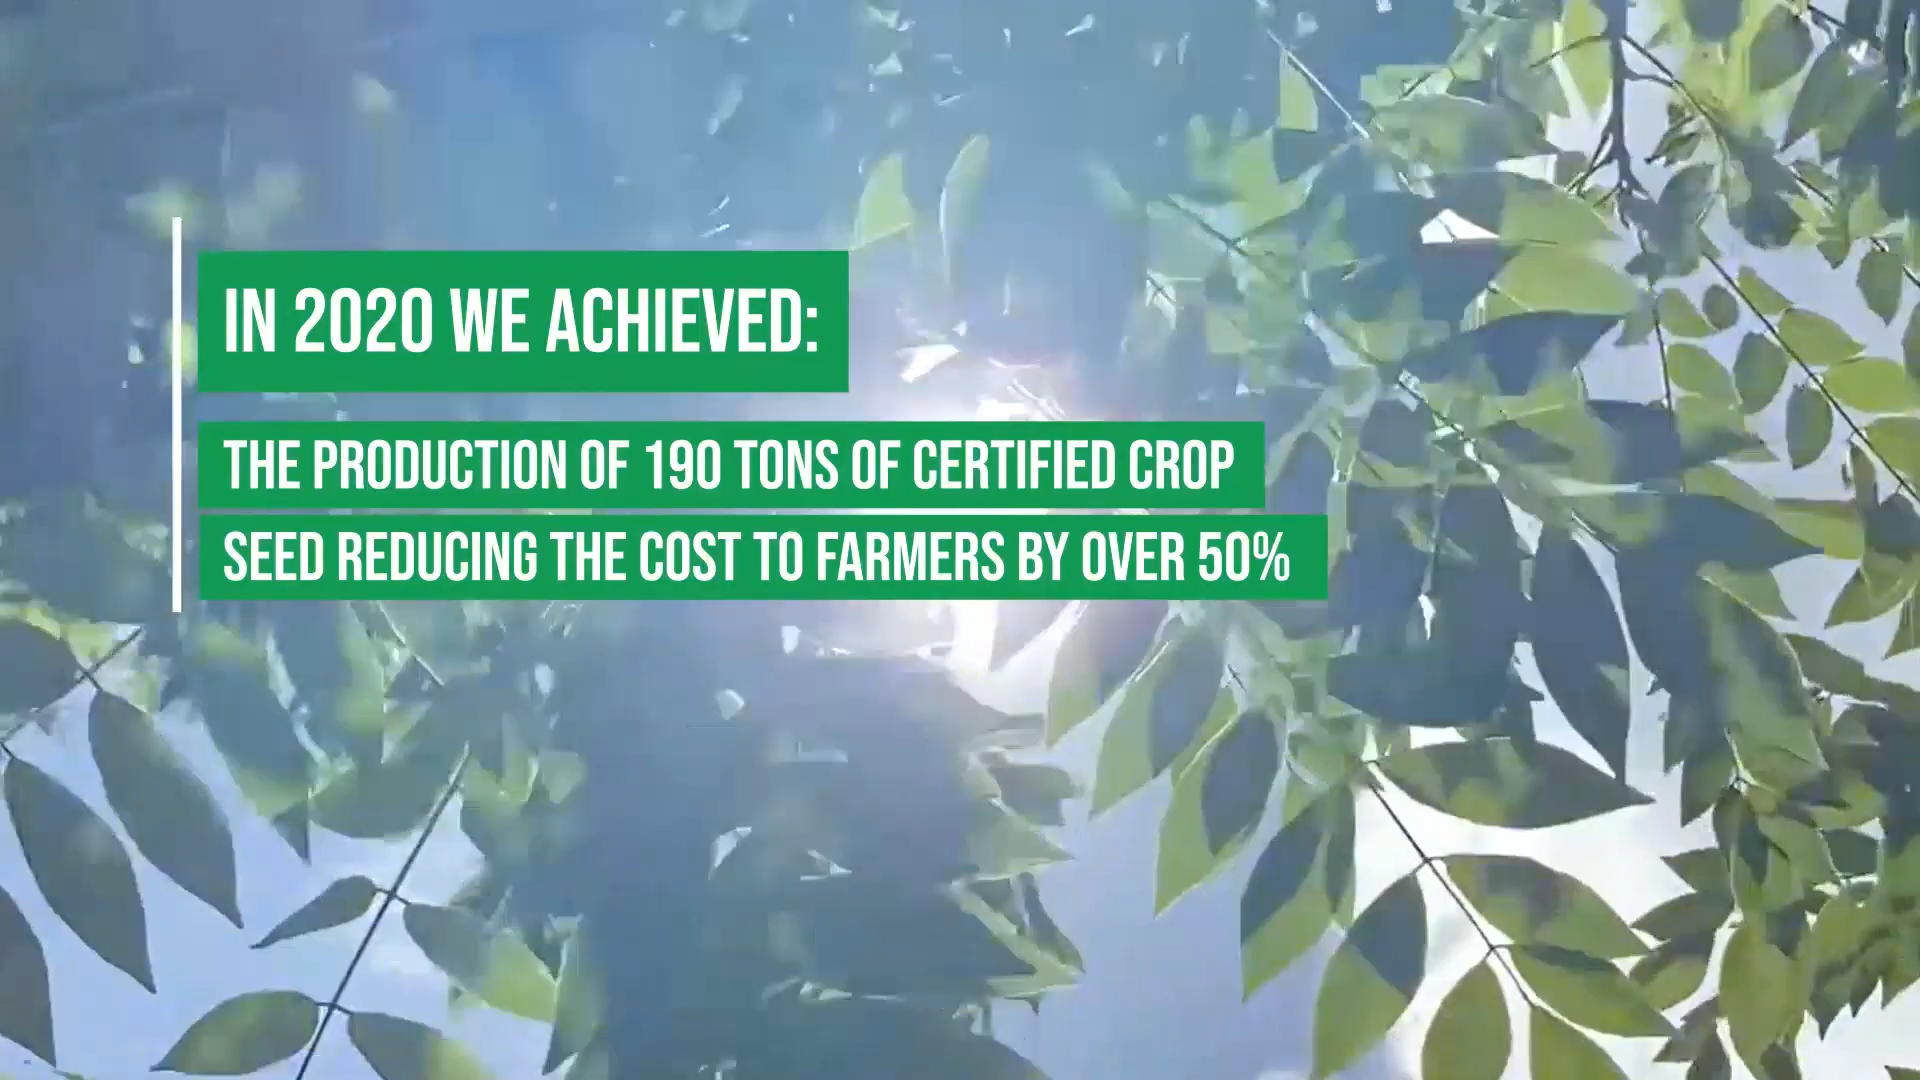 IN 2020 WE ACHIEVED:
THE PRODUCTION OF 190 TONS OF CERTIFIED CROP
SEED REDUCING THE COST TO FARMERS BY OVER 50%